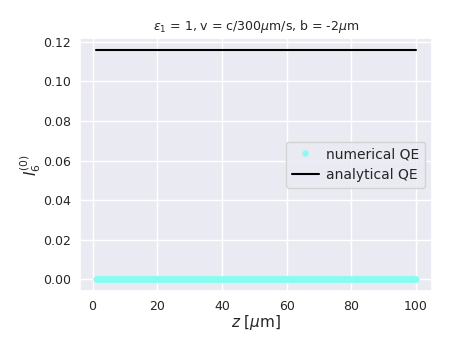 ε₁ = 1, v = c/300μm/s, b = -2μm
0.12
0.10
0.08
0.06
0.04
0.02
0.00
I₆⁽⁰⁾
numerical QE
analytical QE
0 20 40 60 80 100
z [μm]